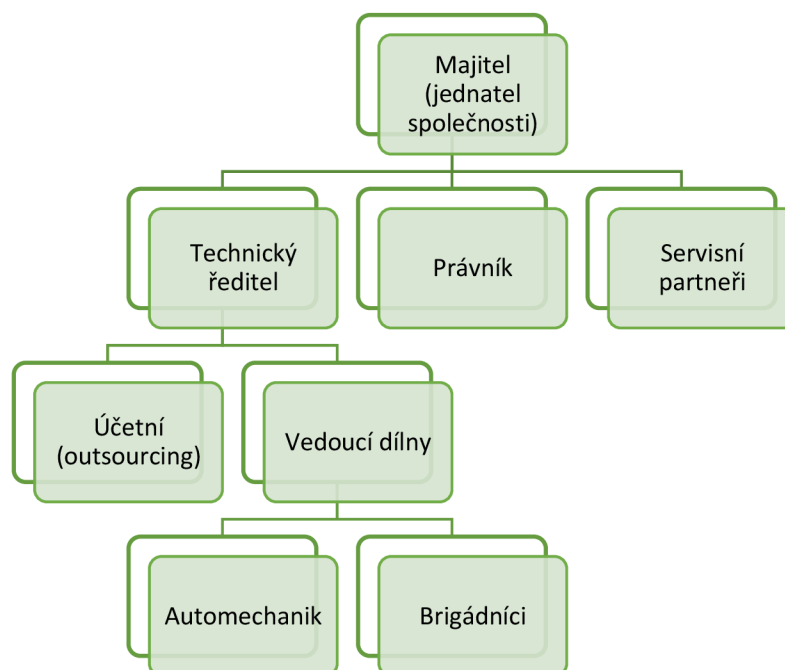 Majitel
(jednatel
společnosti)
Technický
ředitel
Právník
Servisní
partneři
Účetní
(outsourcing)
Vedoucí dílny
Automechanik
Brigádníci